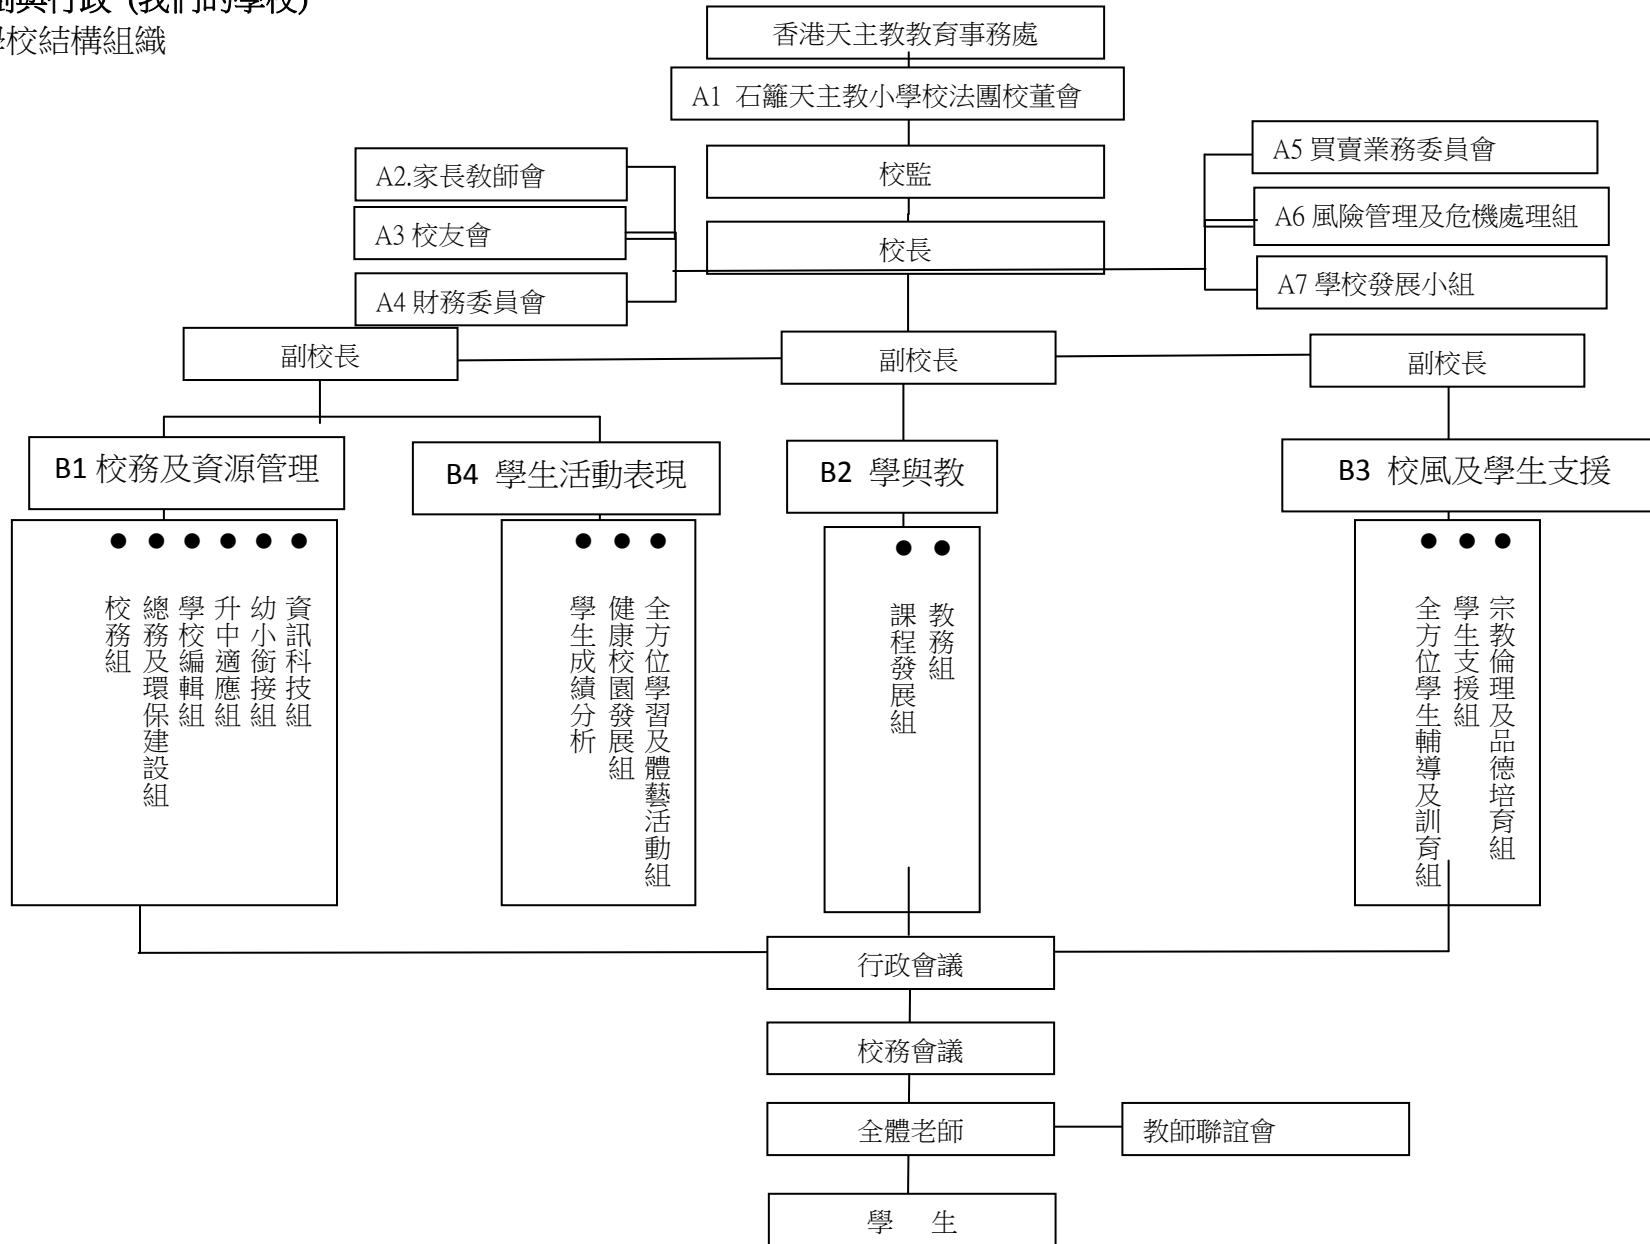 與行政 (我們的學校)
校結構組織
香港天主教教育事務處
A1 石籬天主教小學校法團校董會
校監
校長
A2.家長教師會
A3 校友會
A4 財務委員會
A5 買賣業務委員會
A6 風險管理及危機處理組
A7 學校發展小組
副校長
副校長
副校長
B1 校務及資源管理
B4 學生活動表現
B2 學與教
B3 校風及學生支援
● 資訊科技組
● 幼小銜接組
● 升中適應組
● 學校編輯組
● 總務及環保建設組
● 校務組
● 全方位學習及體藝活動組
● 健康校園發展組
● 學生成績分析
● 教務組
● 課程發展組
● 宗教倫理及品德培育組
● 學生支援組
● 全方位學生輔導及訓育組
行政會議
校務會議
全體老師
教師聯誼會
學 生